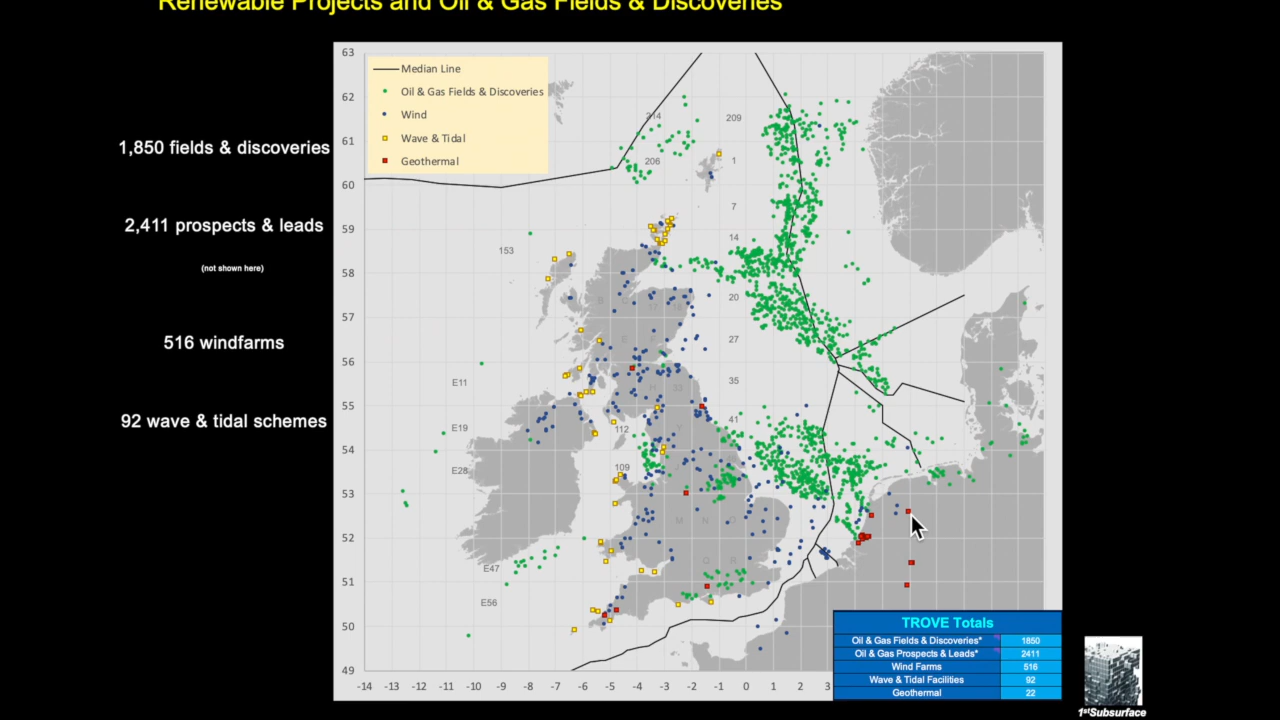 Renewable Projects and Oil & Gas Fields & Discoveries
1,850 fields & discoveries
2,411 prospects & leads
(not shown here)
516 windfarms
92 wave & tidal schemes
Median Line
Oil & Gas Fields & Discoveries
Wind
Wave & Tidal
Geothermal
63
62
61
60
59
58
57
56
55
54
53
52
51
50
49
-14 -13 -12 -11 -10 -9 -8 -7 -6 -5 -4 -3 -2 -1 0 1 2 3
214
209
206
1
7
14
153
20
27
E11
35
E19
41
112
E28
109
M N O
Q R
E47
E56
TROVE Totals
Oil & Gas Fields & Discoveries* 1850
Oil & Gas Prospects & Leads* 2411
Wind Farms 516
Wave & Tidal Facilities 92
Geothermal 22
1stSubsurface